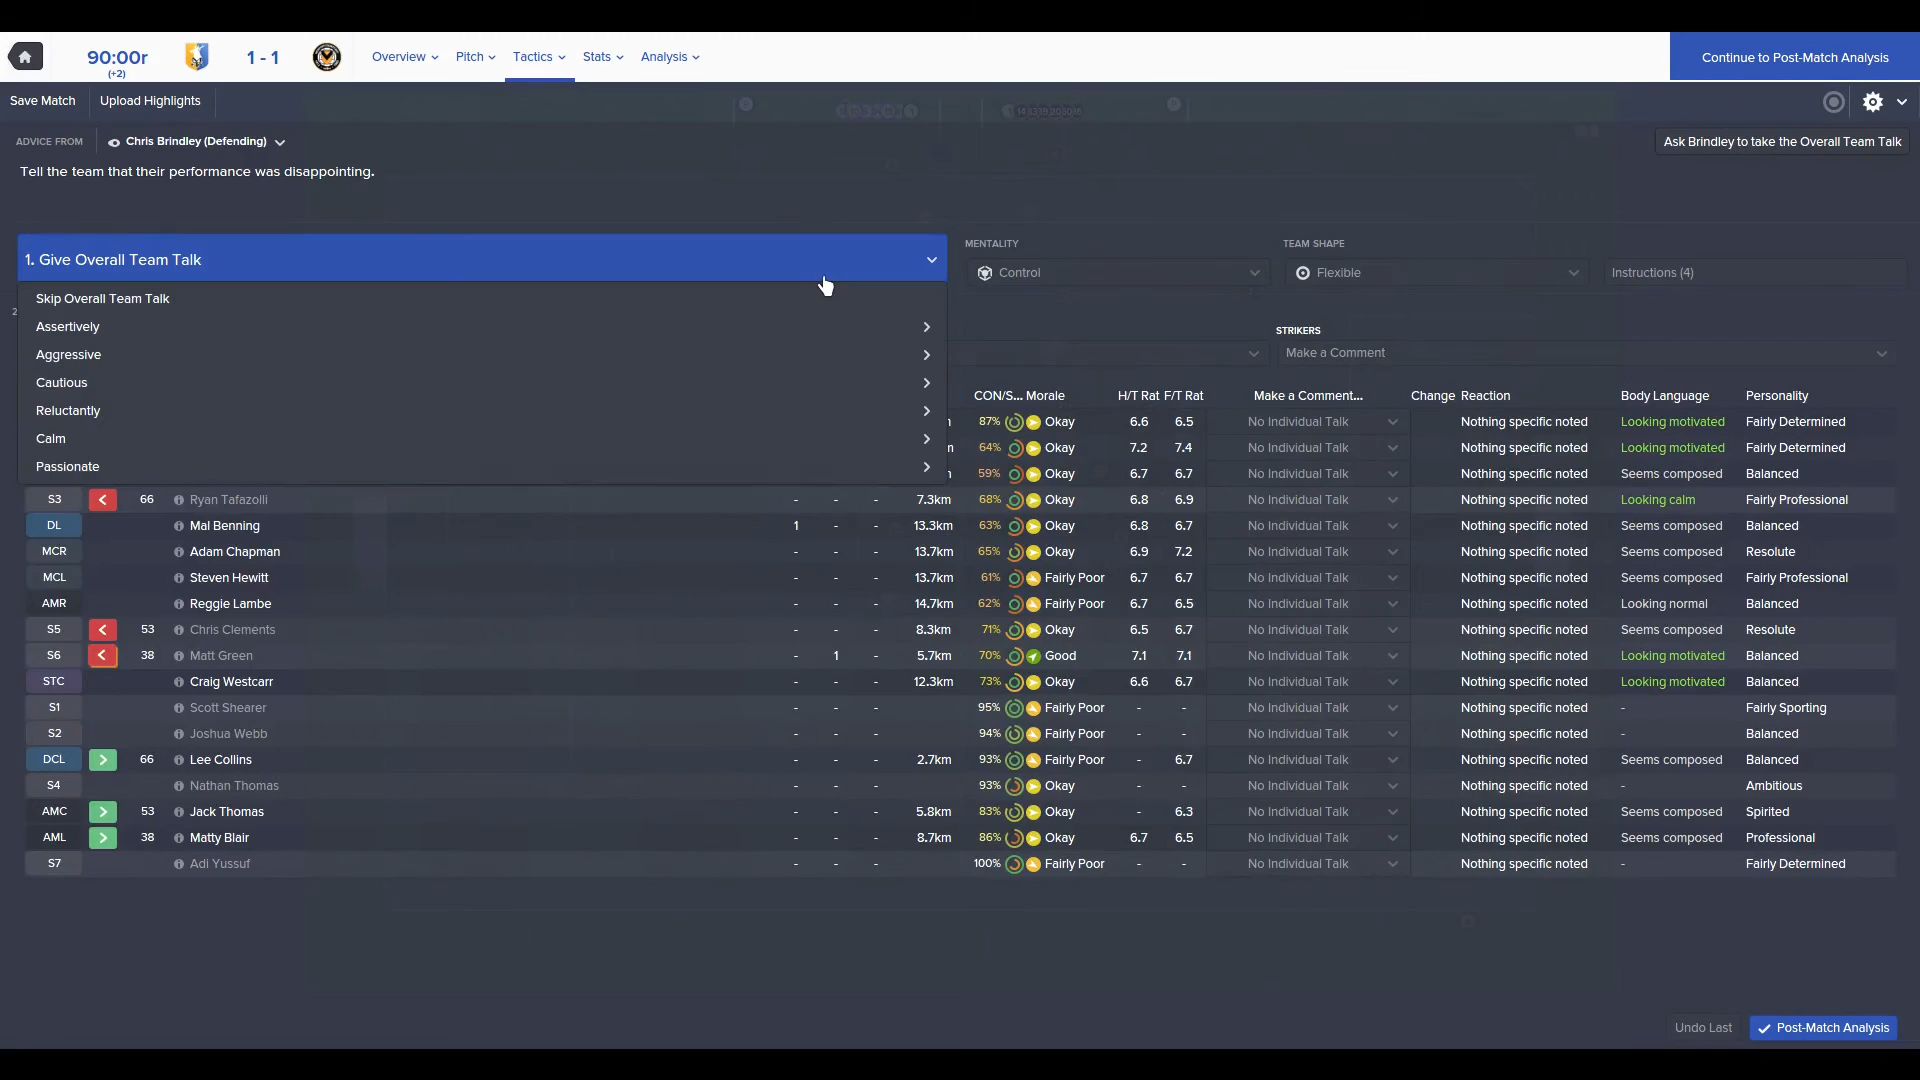 90:00r
(+2)
1 - 1
Overview
Pitch
Tactics
Stats
Analysis
Continue to Post-Match Analysis
Save Match
Upload Highlights
ADVICE FROM
Chris Brindley (Defending)
Ask Brindley to take the Overall Team Talk
Tell the team that their performance was disappointing.
1. Give Overall Team Talk
MENTALITY
TEAM SHAPE
Control
Flexible
Instructions (4)
Skip Overall Team Talk
Assertively
Aggressive
Cautious
Reluctantly
Calm
Passionate
STRIKERS
Make a Comment
CON/S... Morale H/T Rat F/T Rat Make a Comment... Change Reaction Body Language Personality
87% Okay 6.6 6.5 No Individual Talk Nothing specific noted Looking motivated Fairly Determined
64% Okay 7.2 7.4 No Individual Talk Nothing specific noted Looking motivated Fairly Determined
59% Okay 6.7 6.7 No Individual Talk Nothing specific noted Seems composed Balanced
S3 66 Ryan Tafazolli - - - 7.3km 68% Okay 6.8 6.9 No Individual Talk Nothing specific noted Looking calm Fairly Professional
DL Mal Benning 1 - - 13.3km 63% Okay 6.8 6.7 No Individual Talk Nothing specific noted Seems composed Balanced
MCR Adam Chapman - - - 13.7km 65% Okay 6.9 7.2 No Individual Talk Nothing specific noted Seems composed Resolute
MCL Steven Hewitt - - - 13.7km 61% Fairly Poor 6.7 6.7 No Individual Talk Nothing specific noted Seems composed Fairly Professional
AMR Reggie Lambe - - - 14.7km 62% Fairly Poor 6.7 6.5 No Individual Talk Nothing specific noted Looking normal Balanced
S5 53 Chris Clements - - - 8.3km 71% Okay 6.5 6.7 No Individual Talk Nothing specific noted Seems composed Resolute
S6 38 Matt Green - 1 - 5.7km 70% Good 7.1 7.1 No Individual Talk Nothing specific noted Looking motivated Balanced
STC Craig Westcarr - - - 12.3km 73% Okay 6.6 6.7 No Individual Talk Nothing specific noted Looking motivated Balanced
S1 Scott Shearer - - - 95% Fairly Poor - - No Individual Talk Nothing specific noted - Fairly Sporting
S2 Joshua Webb - - - 94% Fairly Poor - - No Individual Talk Nothing specific noted - Balanced
DCL 66 Lee Collins - - - 2.7km 93% Fairly Poor - 6.7 No Individual Talk Nothing specific noted Seems composed Balanced
S4 Nathan Thomas - - - 93% Okay - - No Individual Talk Nothing specific noted - Ambitious
AMC 53 Jack Thomas - - - 5.8km 83% Okay - 6.3 No Individual Talk Nothing specific noted Seems composed Spirited
AML 38 Matty Blair - - - 8.7km 86% Okay 6.7 6.5 No Individual Talk Nothing specific noted Seems composed Professional
S7 Adi Yussuf - - - 100% Fairly Poor - - No Individual Talk Nothing specific noted - Fairly Determined
Undo Last
Post-Match Analysis